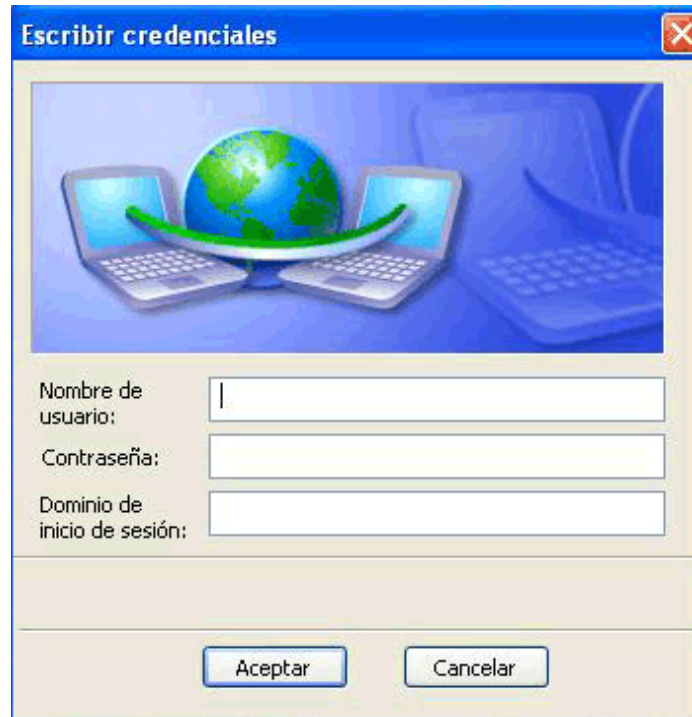 Escribir credenciales
Nombre de
usuario:
Contraseña:
Dominio de
inicio de sesión:
Aceptar
Cancelar